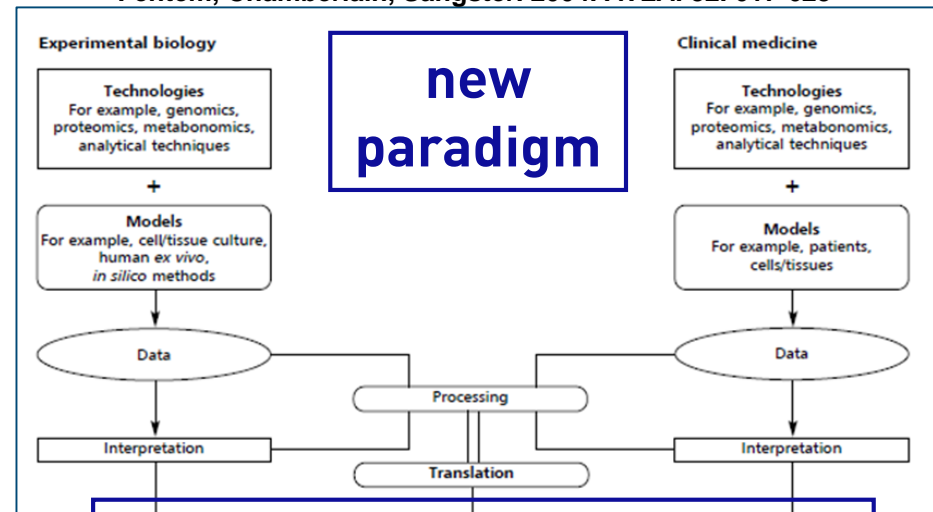 Experimental biology
Technologies
For example, genomics,
proteomics, metabonomics,
analytical techniques
+
Models
For example, cell/tissue culture,
human ex vivo,
in silico methods
Data
Interpretation
new
paradigm
Processing
Translation
Clinical medicine
Technologies
For example, genomics,
proteomics, metabonomics,
analytical techniques
+
Models
For example, patients,
cells/tissues
Data
Interpretation